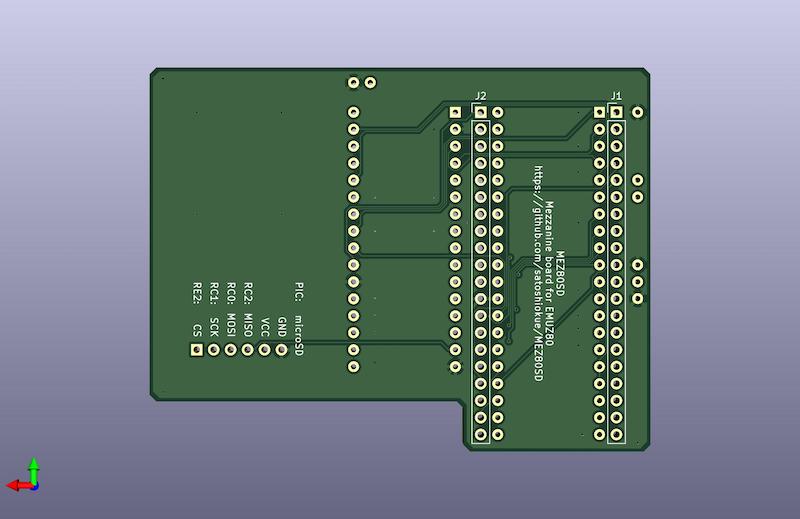 J2
J1
MEZ80SD
Mezzanine board for EMUZ80
https://github.com/satoshiokue/MEZ80SD
PIC: microSD
GND
VCC
RC2: MISO
RC0: MOSI
RC1: SCK
RE2: CS